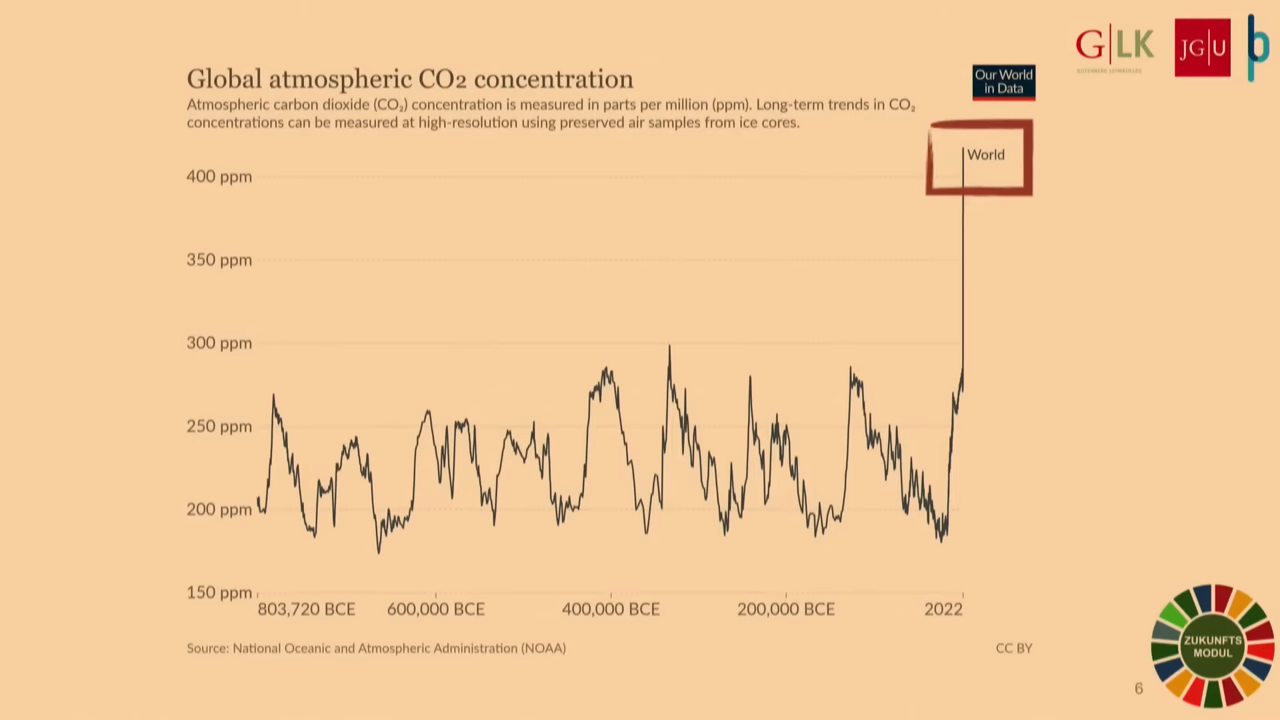 G|LK
GUTENBERG LEHRKOLLEG
JG|U
Global atmospheric CO2 concentration
Our World
in Data
Atmospheric carbon dioxide (CO₂) concentration is measured in parts per million (ppm). Long-term trends in CO₂
concentrations can be measured at high-resolution using preserved air samples from ice cores.
World
400 ppm
350 ppm
300 ppm
250 ppm
200 ppm
150 ppm
803,720 BCE 600,000 BCE 400,000 BCE 200,000 BCE 2022
Source: National Oceanic and Atmospheric Administration (NOAA) CC BY
ZUKUNFTS
MODUL
6